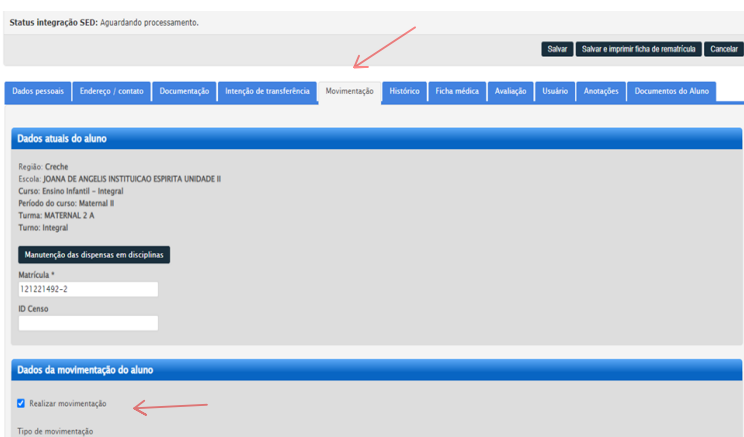 Status integração SED: Aguardando processamento.
Salvar Salvar e imprimir ficha de rematrícula Cancelar
Dados pessoais Endereço / contato Documentação Intenção de transferência Movimentação Histórico Ficha médica Avaliação Usuário Anotações Documentos do Aluno
Dados atuais do aluno
Região: Creche
Escola: JOANA DE ANGELIS INSTITUICAO ESPIRITA UNIDADE II
Curso: Ensino Infantil - Integral
Período do curso: Maternal II
Turma: MATERNAL 2 A
Turno: Integral
Manutenção das dispensas em disciplinas
Matrícula *
121221492-2
ID Censo
Dados da movimentação do aluno
Realizar movimentação
Tipo de movimentação